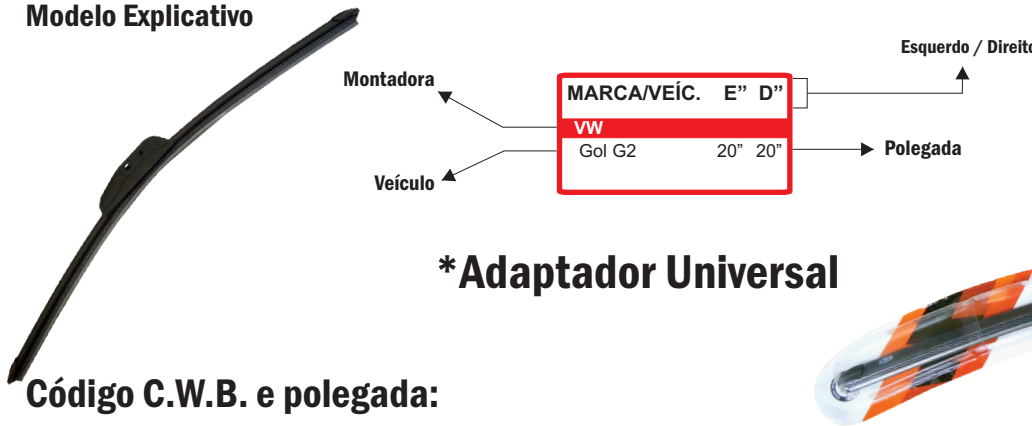 Modelo Explicativo
Esquerdo / Direito
Montadora
MARCA/VEÍC. E” D”
VW
Gol G2 20” 20”
Polegada
Veículo
*Adaptador Universal
Código C.W.B. e polegada: